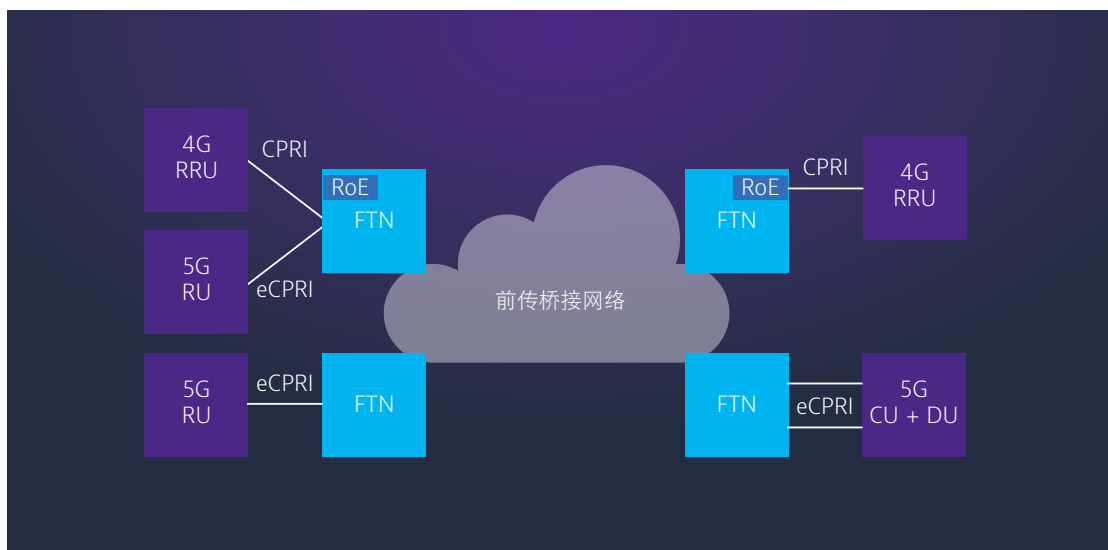 4G
RRU
CPRI
RoE
FTN
5G
RU
eCPRI
前传桥接网络
RoE
FTN
CPRI
4G
RRU
5G
RU
eCPRI
FTN
FTN
eCPRI
5G
CU + DU